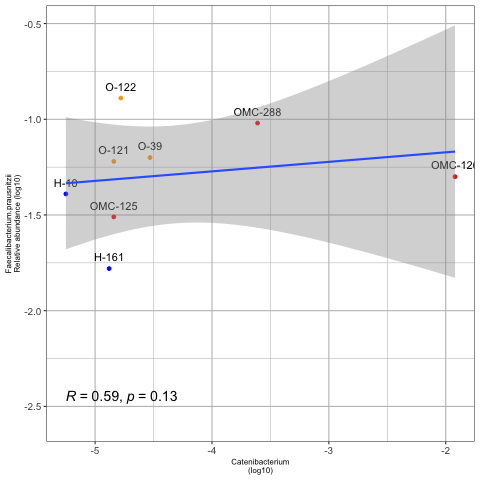 -0.5
O-122
OMC-288
-1.0
O-121
O-39
OMC-126
H-40
OMC-125
-1.5
H-161
-2.0
R = 0.59, p = 0.13
-2.5
-5
-4
-3
-2
Catenibacterium
(log10)
Faecalibacterium.prausnitzii
Relative abundance (log10)